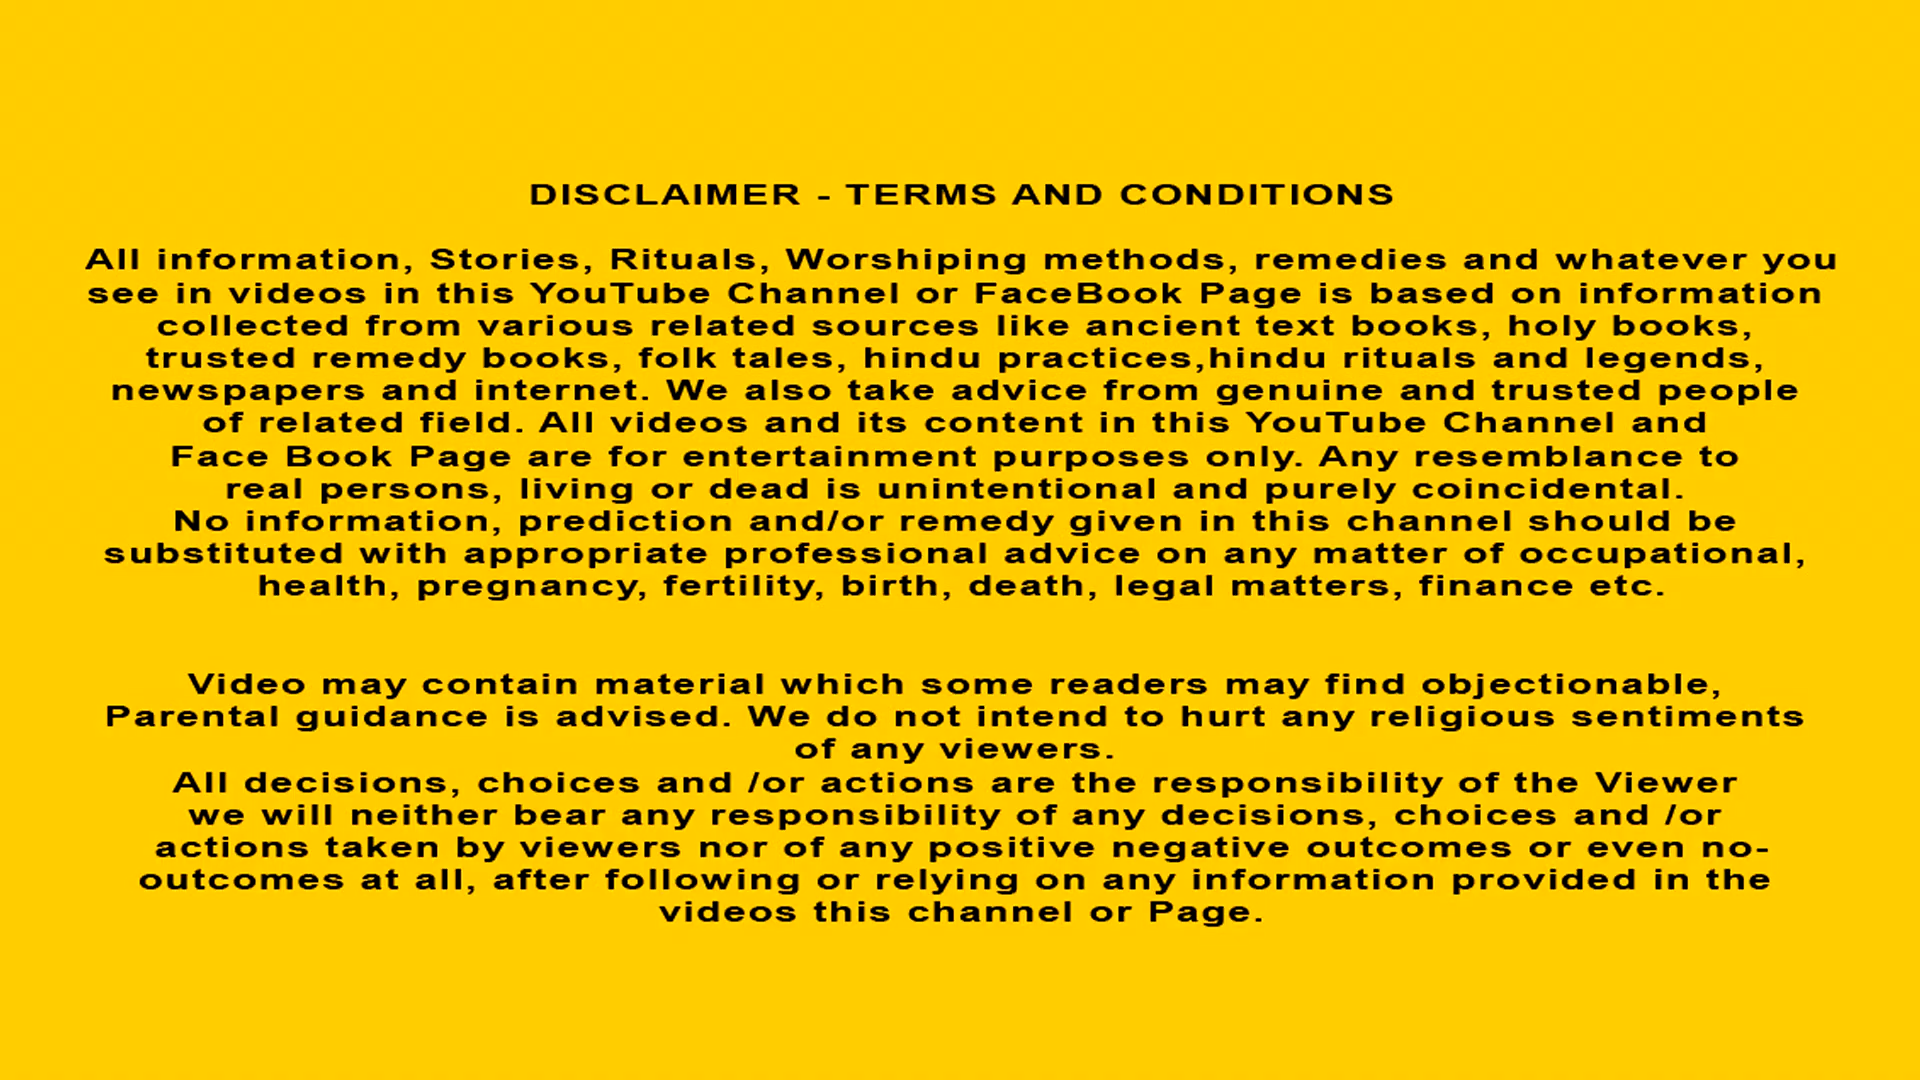 DISCLAIMER - TERMS AND CONDITIONS
All information, Stories, Rituals, Worshiping methods, remedies and whatever you
see in videos in this YouTube Channel or FaceBook Page is based on information
collected from various related sources like ancient text books, holy books,
trusted remedy books, folk tales, hindu practices,hindu rituals and legends,
newspapers and internet. We also take advice from genuine and trusted people
of related field. All videos and its content in this YouTube Channel and
Face Book Page are for entertainment purposes only. Any resemblance to
real persons, living or dead is unintentional and purely coincidental.
No information, prediction and/or remedy given in this channel should be
substituted with appropriate professional advice on any matter of occupational,
health, pregnancy, fertility, birth, death, legal matters, finance etc.
Video may contain material which some readers may find objectionable,
Parental guidance is advised. We do not intend to hurt any religious sentiments
of any viewers.
All decisions, choices and /or actions are the responsibility of the Viewer
we will neither bear any responsibility of any decisions, choices and /or
actions taken by viewers nor of any positive negative outcomes or even no-
outcomes at all, after following or relying on any information provided in the
videos this channel or Page.